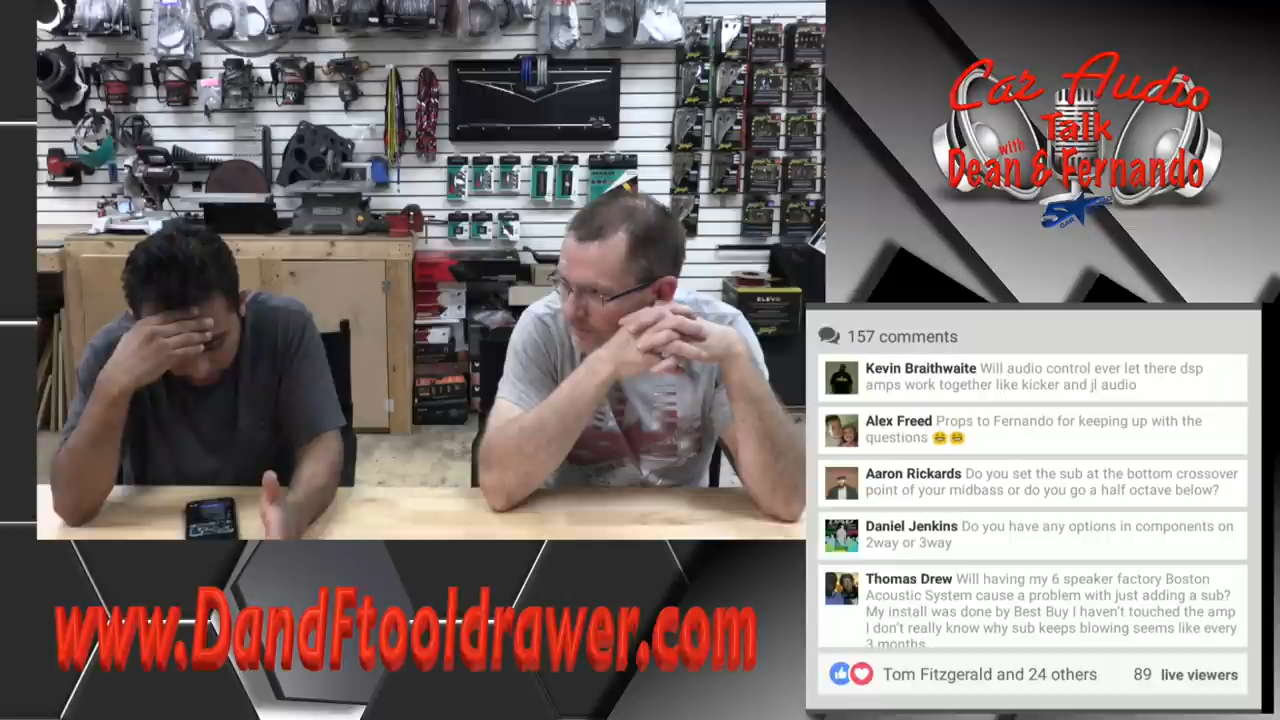 Car Audio
Talk
with
Dean & Fernando
5
ELEV8
157 comments
Kevin Braithwaite Will audio control ever let there dsp
amps work together like kicker and jl audio
Alex Freed Props to Fernando for keeping up with the
questions 😄😄
Aaron Rickards Do you set the sub at the bottom crossover
point of your midbass or do you go a half octave below?
Daniel Jenkins Do you have any options in components on
2way or 3way
Thomas Drew Will having my 6 speaker factory Boston
Acoustic System cause a problem with just adding a sub?
My install was done by Best Buy I haven't touched the amp
I don't really know why sub keeps blowing seems like every
3 months
Tom Fitzgerald and 24 others 89 live viewers
www.DandFtooldrawer.com